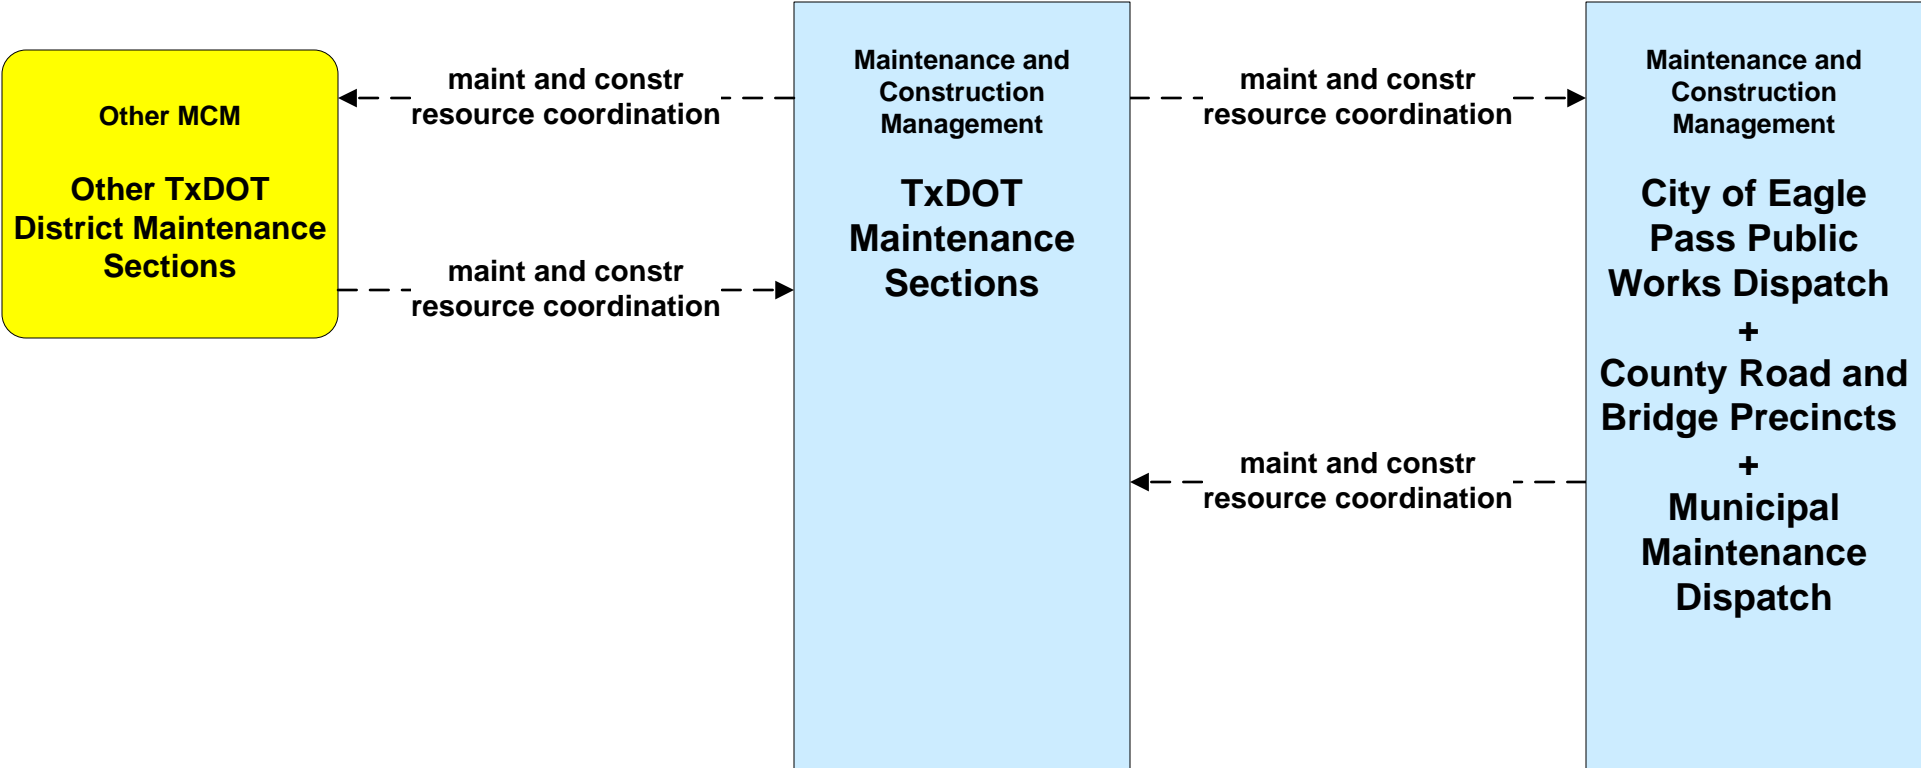 Other MCM
Other TxDOT
District Maintenance
Sections
maint and constr
resource coordination
maint and constr
resource coordination
Maintenance and
Construction
Management
TxDOT
Maintenance
Sections
maint and constr
resource coordination
maint and constr
resource coordination
Maintenance and
Construction
Management
City of Eagle
Pass Public
Works Dispatch
+
County Road and
Bridge Precincts
+
Municipal
Maintenance
Dispatch